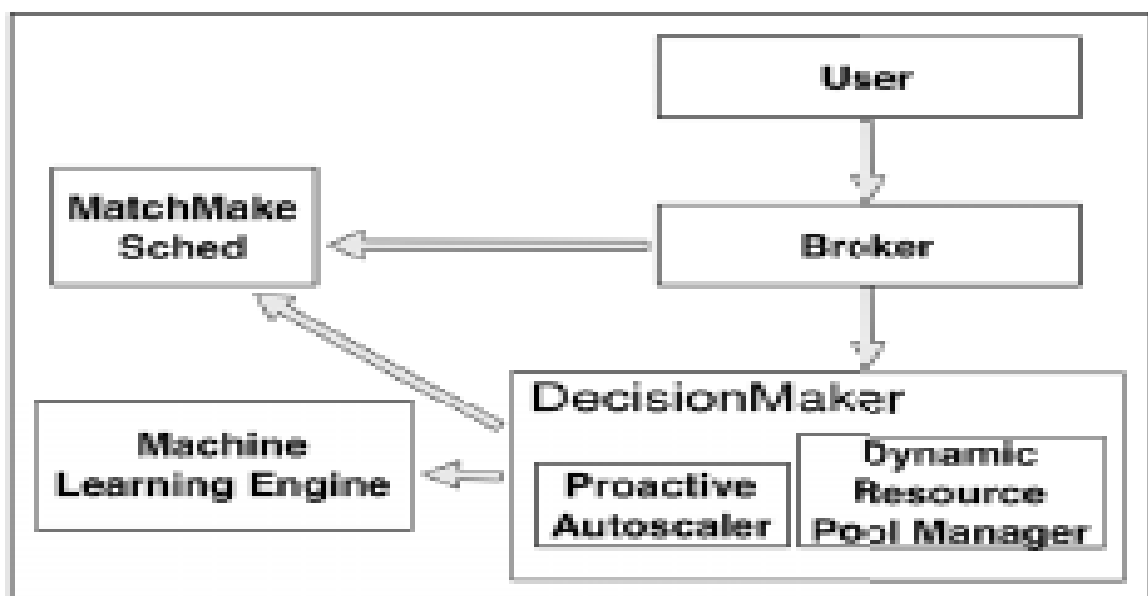 User
MatchMake
Sched
Broker
DecisionMaker
Machine
Learning Engine
Proactive
Autoscaler
Dynamic
Resource
Pool Manager